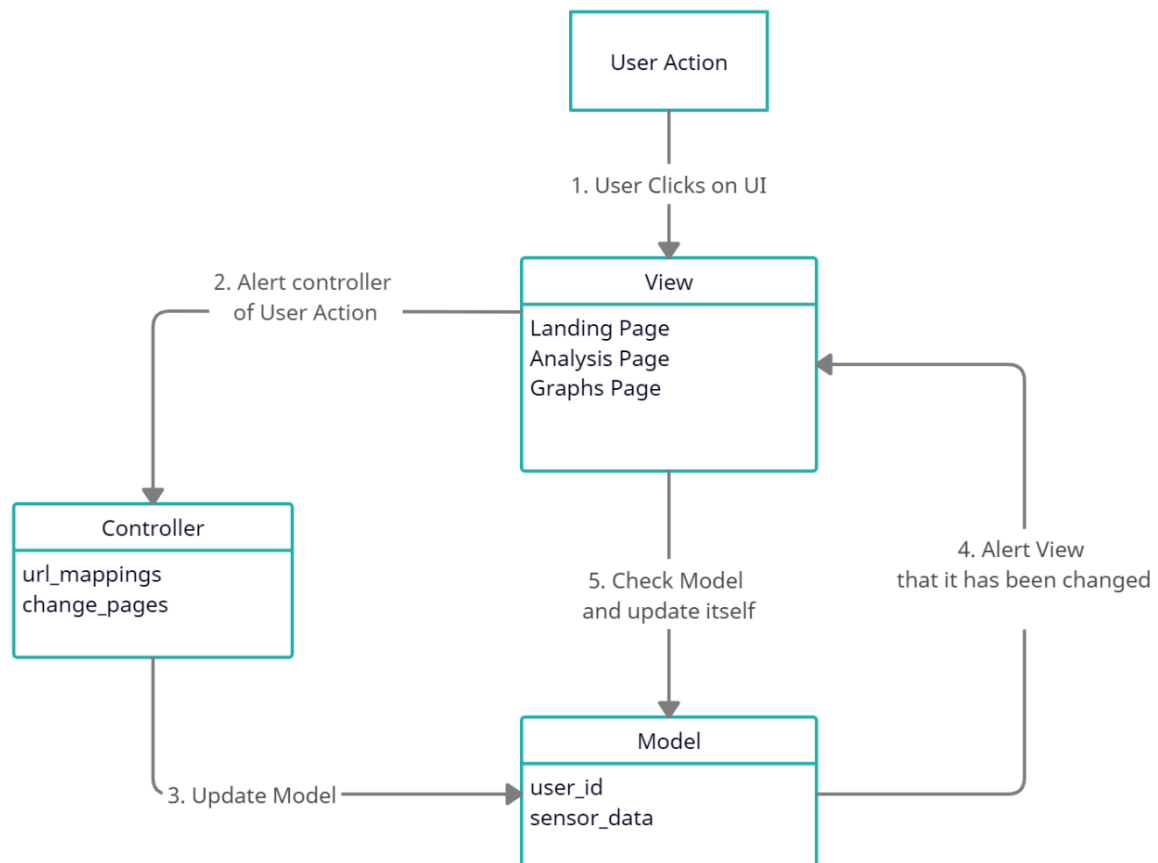 User Action
1. User Clicks on UI
2. Alert controller
of User Action
View
Landing Page
Analysis Page
Graphs Page
Controller
url_mappings
change_pages
5. Check Model
and update itself
4. Alert View
that it has been changed
3. Update Model
Model
user_id
sensor_data